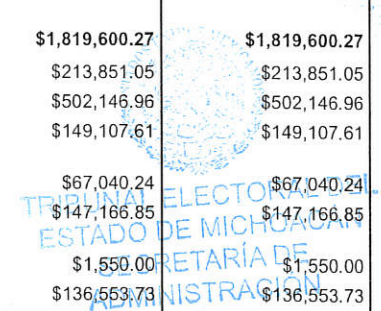 $1,819,600.27 $1,819,600.27
$213,851.05 $213,851.05
$502,146.96 $502,146.96
$149,107.61 $149,107.61
$67,040.24 $67,040.24
TRIBUNAL ELECTORAL DEL
$147,166.85 $147,166.85
ESTADO DE MICHOACÁN
$1,550.00 $1,550.00
SECRETARÍA DE
$136,553.73 $136,553.73
ADMINISTRACIÓN